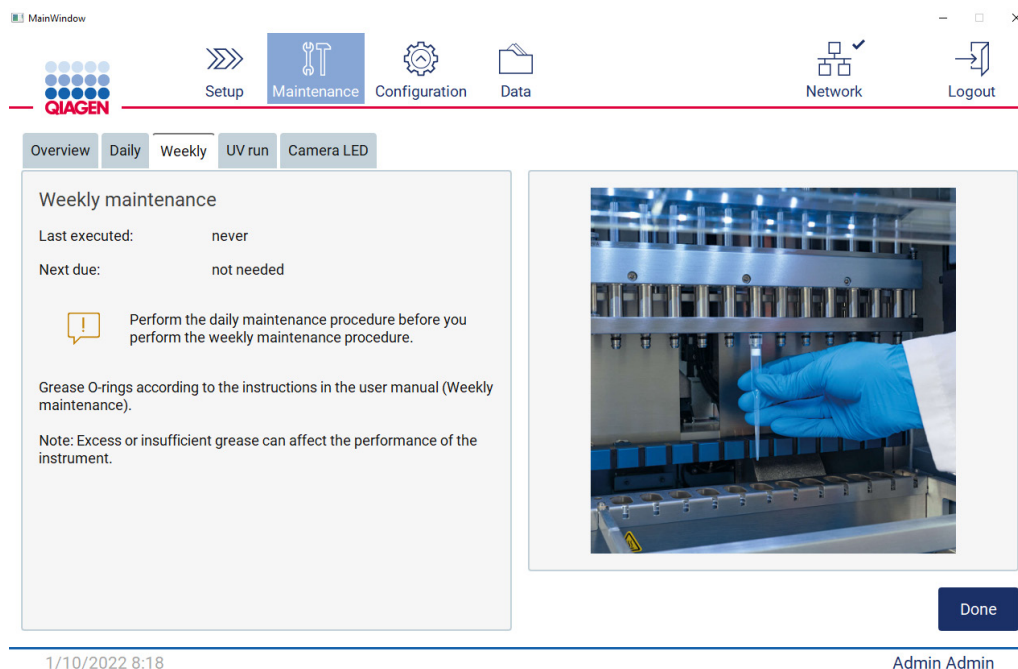 MainWindow
QIAGEN
Setup
Maintenance
Configuration
Data
Network
Logout
Overview
Daily
Weekly
UV run
Camera LED
Weekly maintenance
Last executed: never
Next due: not needed
!
Perform the daily maintenance procedure before you
perform the weekly maintenance procedure.
Grease O-rings according to the instructions in the user manual (Weekly
maintenance).
Note: Excess or insufficient grease can affect the performance of the
instrument.
Done
1/10/2022 8:18
Admin Admin